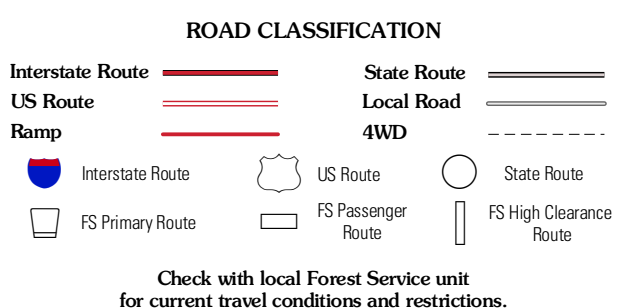 ROAD CLASSIFICATION
Interstate Route
State Route
US Route
Local Road
Ramp
4WD
Interstate Route
US Route
State Route
FS Primary Route
FS Passenger
Route
FS High Clearance
Route
Check with local Forest Service unit
for current travel conditions and restrictions.